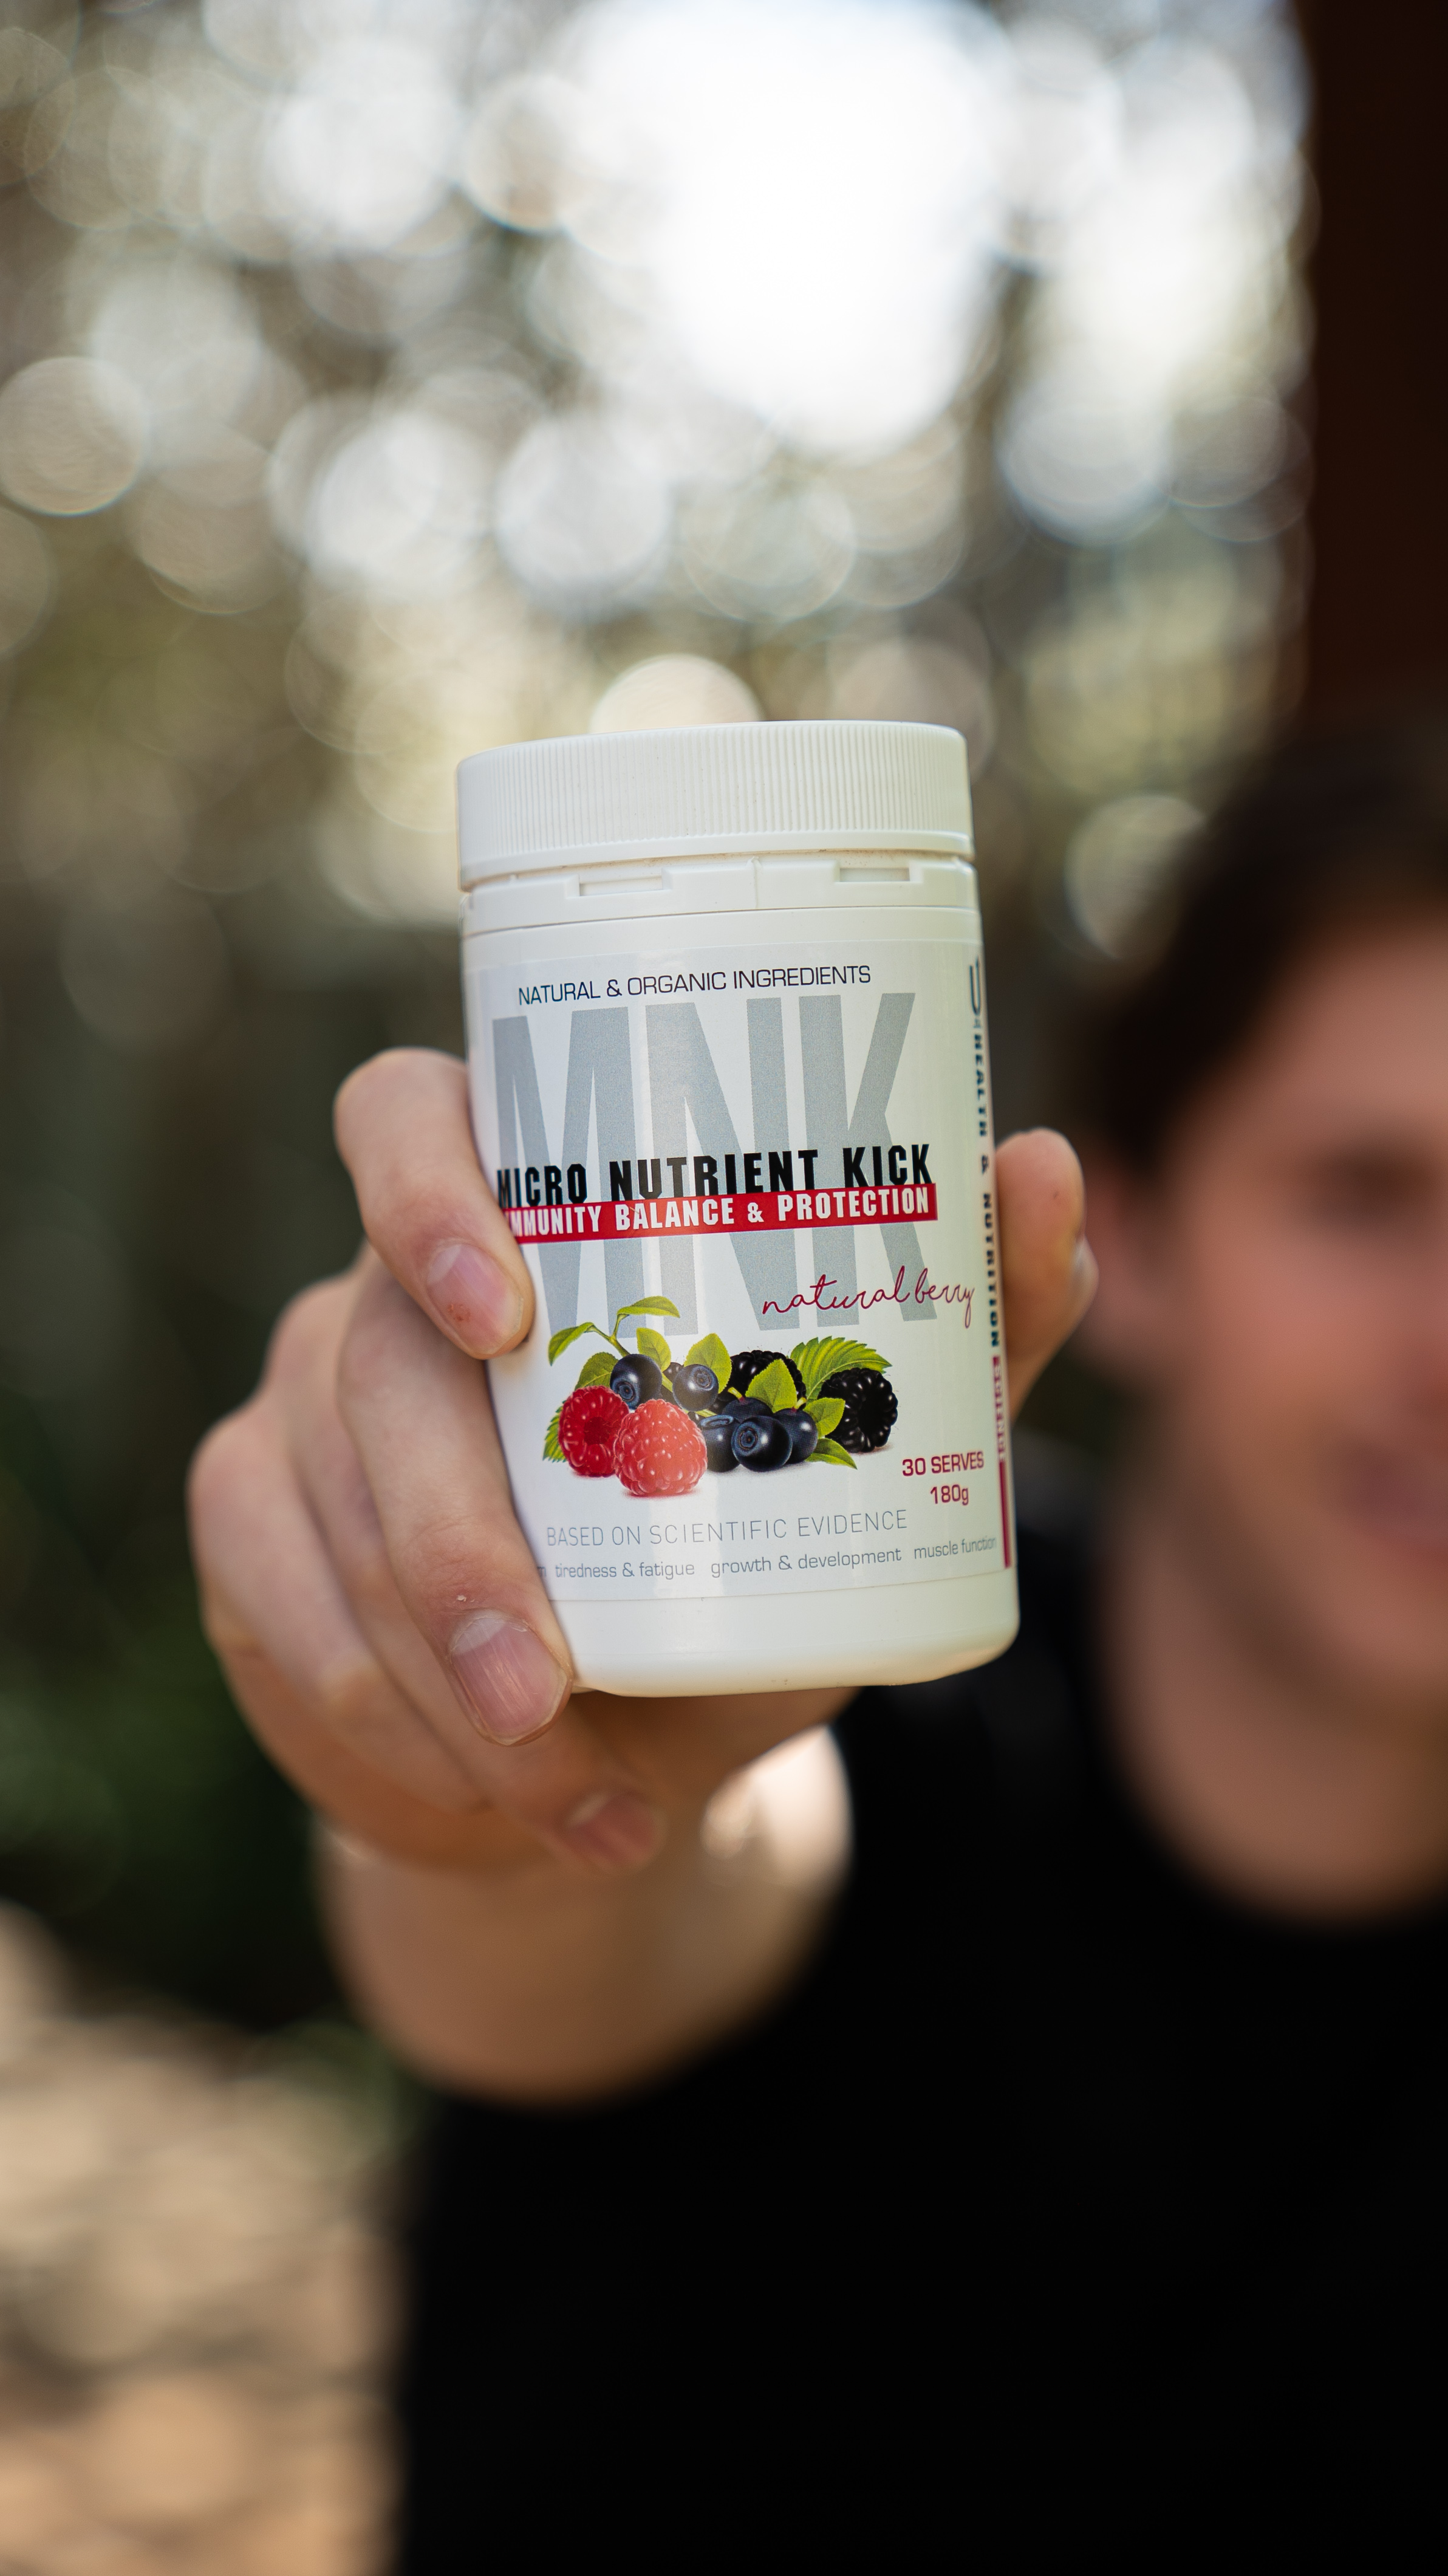 NATURAL & ORGANIC INGREDIENTS
MNK
MICRO NUTRIENT KICK
IMMUNITY BALANCE & PROTECTION
natural berry
30 SERVES
180g
BASED ON SCIENTIFIC EVIDENCE
tiredness & fatigue growth & development muscle function
HEALTH & NUTRITION